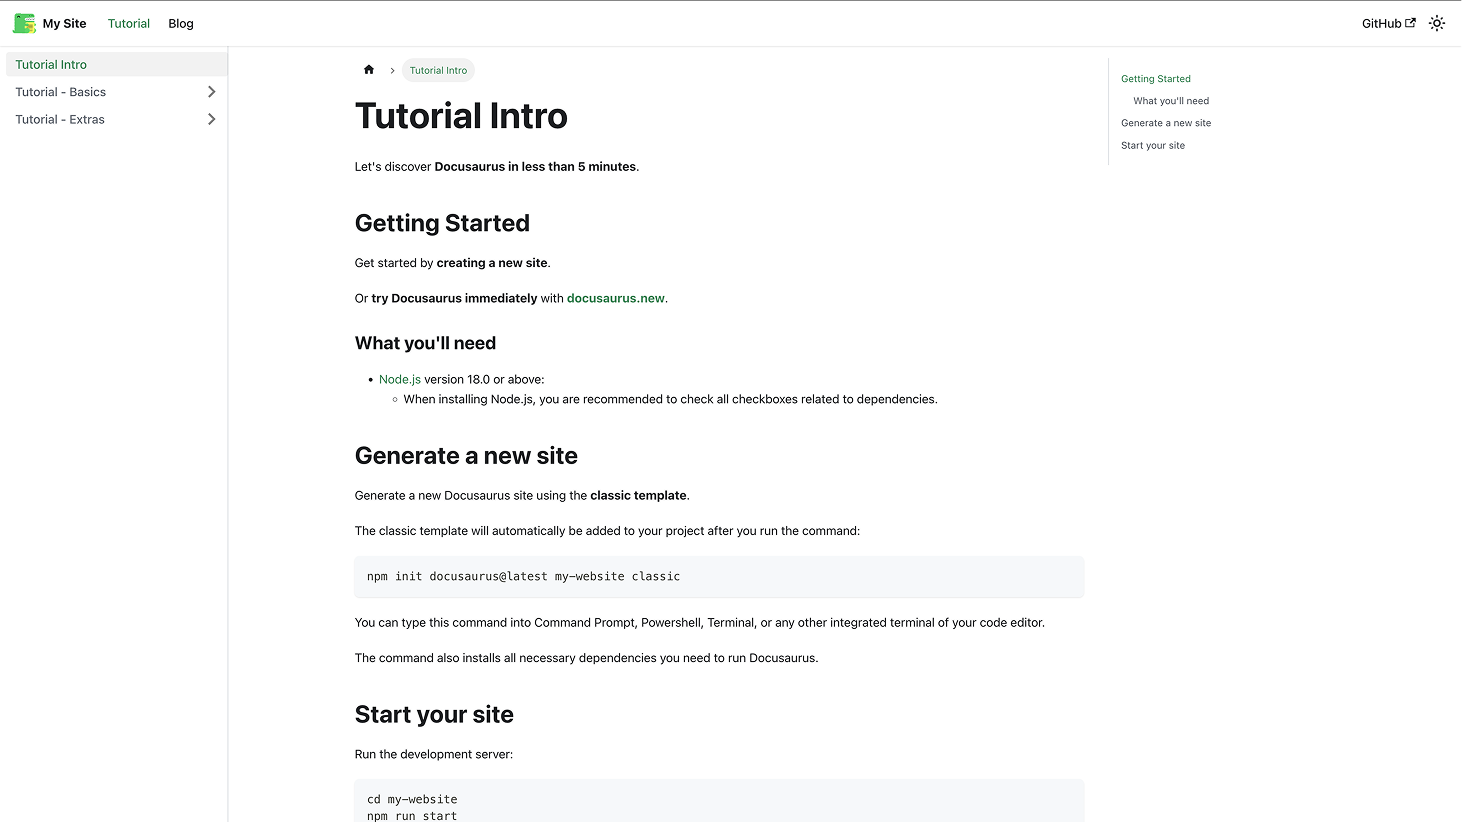 My Site
Tutorial
Blog
GitHub
Tutorial Intro
Tutorial - Basics
Tutorial - Extras
Tutorial Intro
Tutorial Intro
Let's discover Docusaurus in less than 5 minutes.
Getting Started
Get started by creating a new site.
Or try Docusaurus immediately with docusaurus.new.
What you'll need
Node.js version 18.0 or above:
When installing Node.js, you are recommended to check all checkboxes related to dependencies.
Generate a new site
Generate a new Docusaurus site using the classic template.
The classic template will automatically be added to your project after you run the command:
npm init docusaurus@latest my-website classic
You can type this command into Command Prompt, Powershell, Terminal, or any other integrated terminal of your code editor.
The command also installs all necessary dependencies you need to run Docusaurus.
Start your site
Run the development server:
cd my-website
npm run start
Getting Started
What you'll need
Generate a new site
Start your site